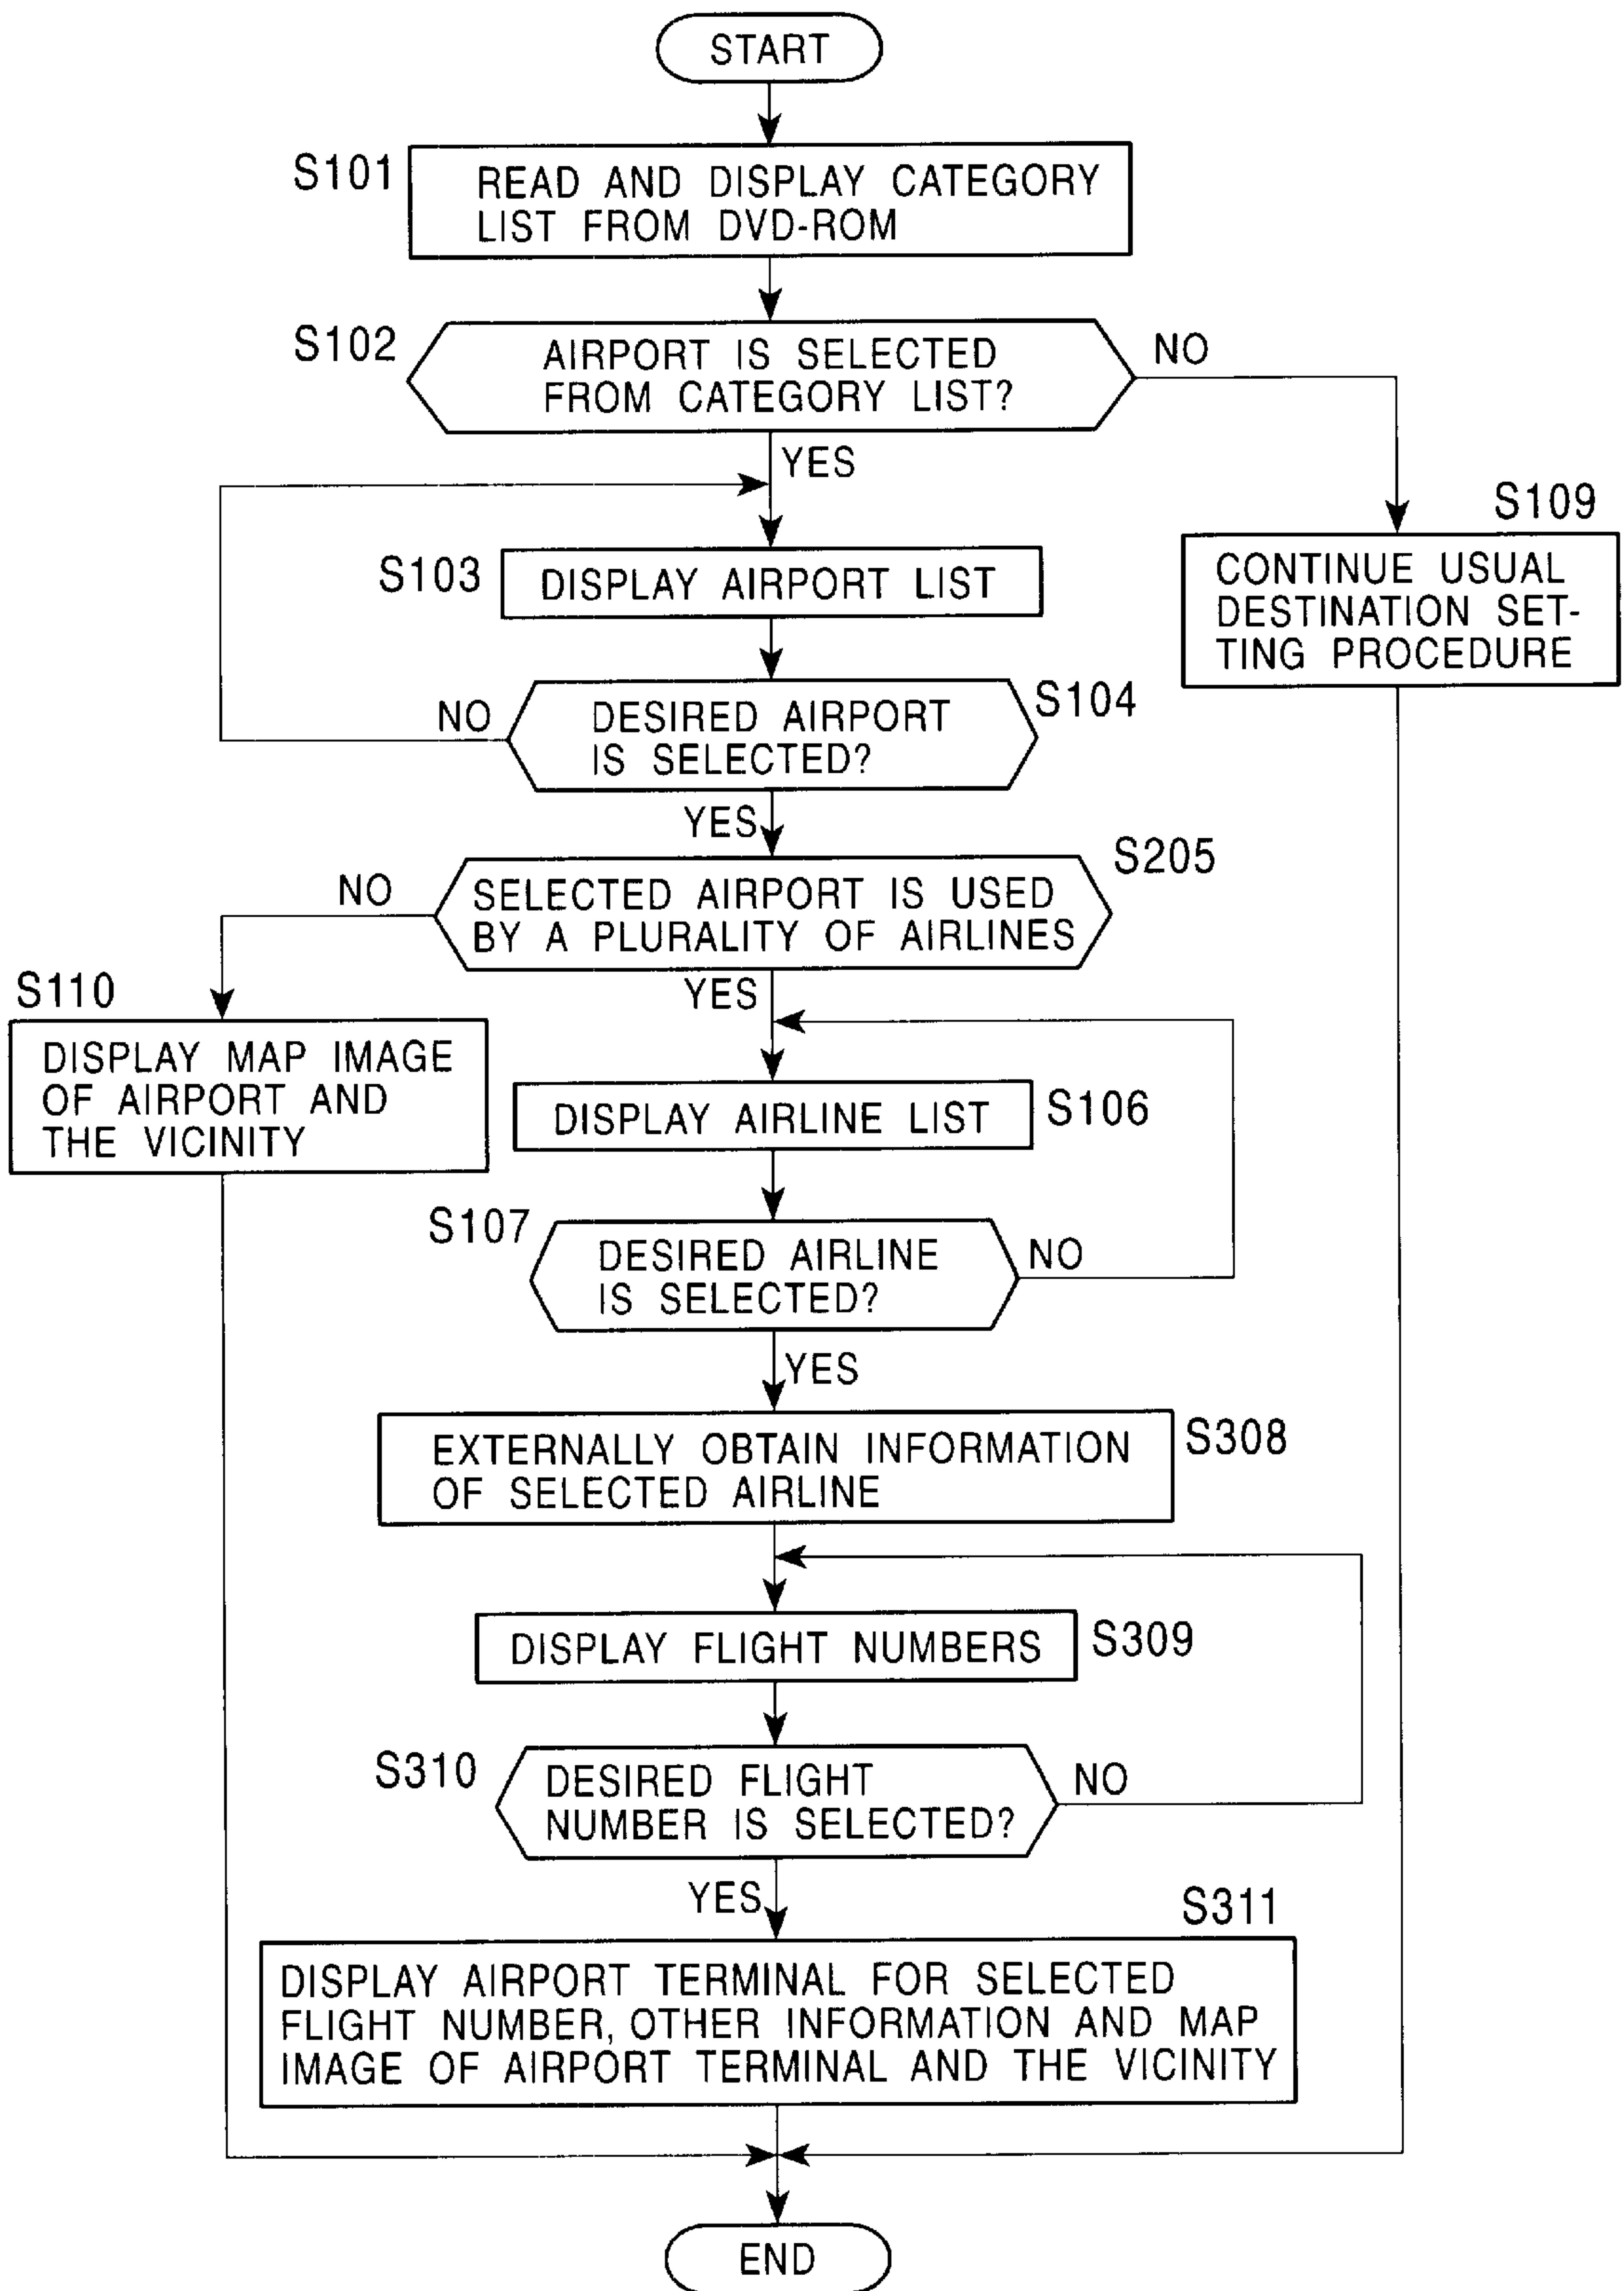 START
S101
READ AND DISPLAY CATEGORY
LIST FROM DVD-ROM
S102
AIRPORT IS SELECTED
FROM CATEGORY LIST?
NO
YES
S103
DISPLAY AIRPORT LIST
S109
CONTINUE USUAL
DESTINATION SET-
TING PROCEDURE
NO
DESIRED AIRPORT
IS SELECTED?
S104
YES
NO
SELECTED AIRPORT IS USED
BY A PLURALITY OF AIRLINES
S205
YES
S110
DISPLAY MAP IMAGE
OF AIRPORT AND
THE VICINITY
DISPLAY AIRLINE LIST
S106
S107
DESIRED AIRLINE
IS SELECTED?
NO
YES
EXTERNALLY OBTAIN INFORMATION
OF SELECTED AIRLINE
S308
DISPLAY FLIGHT NUMBERS
S309
S310
DESIRED FLIGHT
NUMBER IS SELECTED?
NO
YES
S311
DISPLAY AIRPORT TERMINAL FOR SELECTED
FLIGHT NUMBER, OTHER INFORMATION AND MAP
IMAGE OF AIRPORT TERMINAL AND THE VICINITY
END